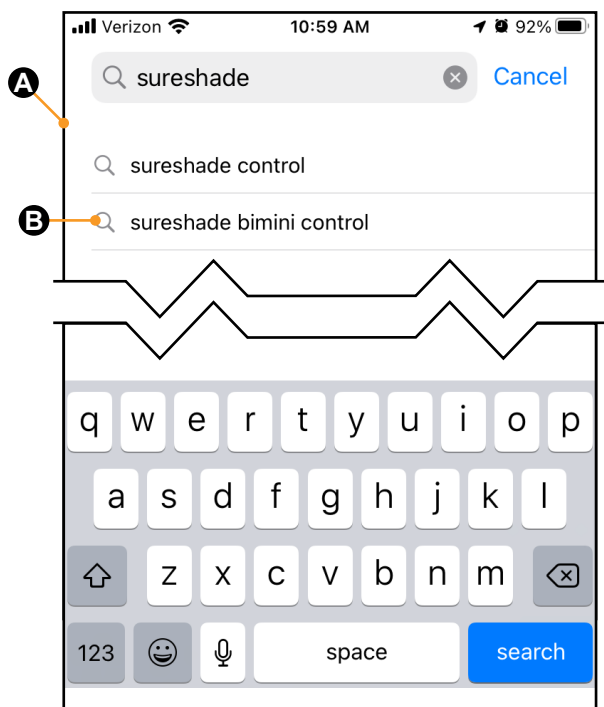 Verizon 10:59 AM 92%
sureshade Cancel
A
sureshade control
B sureshade bimini control
q w e r t y u i o p
a s d f g h j k l
z x c v b n m
123 space search